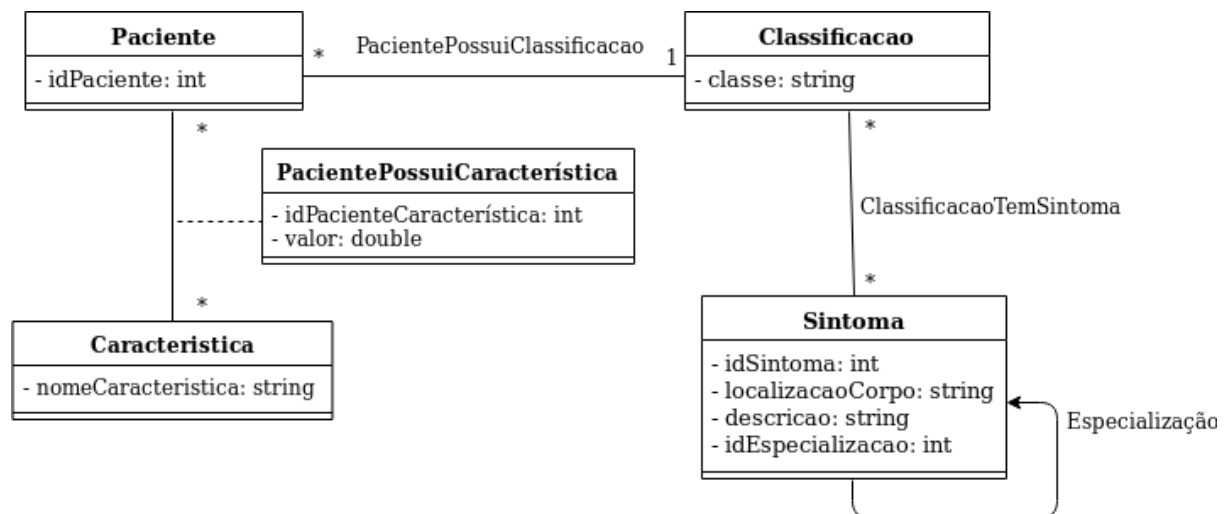 Paciente
- idPaciente: int
*
PacientePossuiClassificacao
1
Classificacao
- classe: string
*
*
PacientePossuiCaracterística
- idPacienteCaracterística: int
- valor: double
ClassificacaoTemSintoma
*
*
Caracteristica
- nomeCaracteristica: string
Sintoma
- idSintoma: int
- localizacaoCorpo: string
- descricao: string
- idEspecializacao: int
Especialização